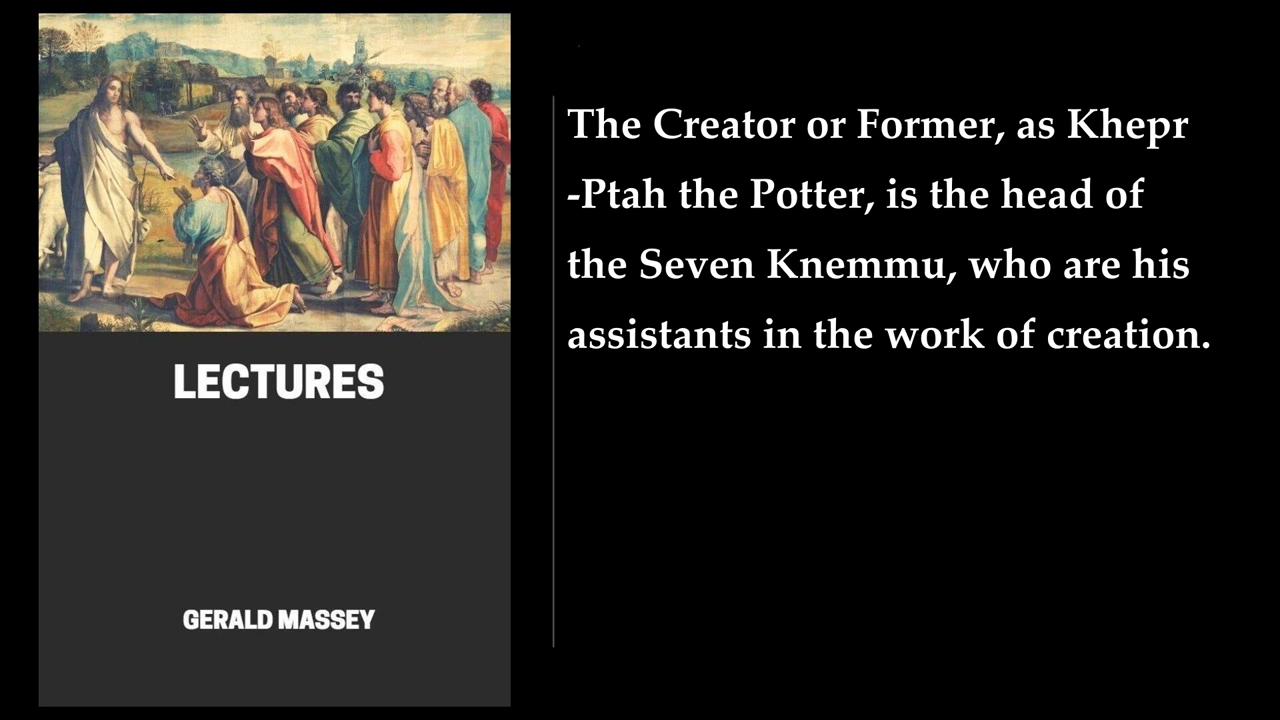 LECTURES
GERALD MASSEY
The Creator or Former, as Khepr
-Ptah the Potter, is the head of
the Seven Knemmu, who are his
assistants in the work of creation.